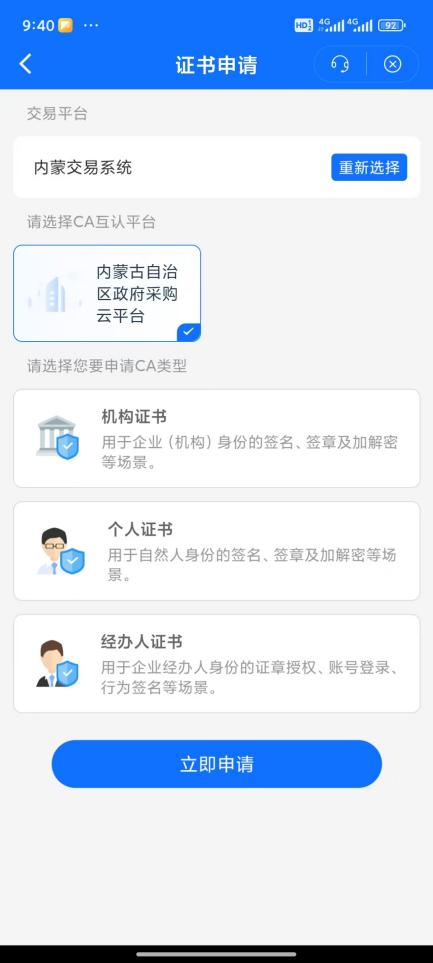 9:40
HD 4G 4G 92
证书申请
交易平台
内蒙交易系统
重新选择
请选择CA互认平台
内蒙古自治
区政府采购
云平台
请选择您要申请CA类型
机构证书
用于企业（机构）身份的签名、签章及加解密
等场景。
个人证书
用于自然人身份的签名、签章及加解密等场
景。
经办人证书
用于企业经办人身份的证章授权、账号登录、
行为签名等场景。
立即申请